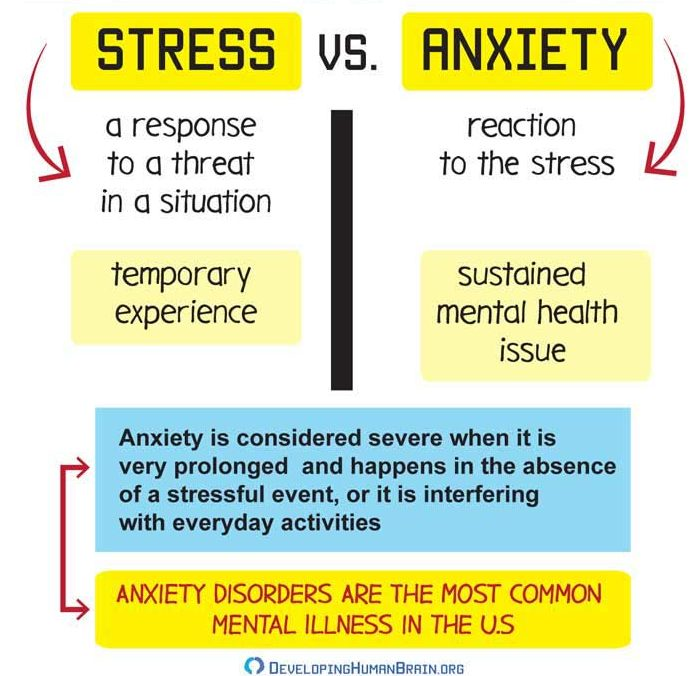 STRESS VS. ANXIETY
a response
to a threat
in a situation
reaction
to the stress
temporary
experience
sustained
mental health
issue
Anxiety is considered severe when it is
very prolonged and happens in the absence
of a stressful event, or it is interfering
with everyday activities
ANXIETY DISORDERS ARE THE MOST COMMON
MENTAL ILLNESS IN THE U.S
DEVELOPINGHUMANBRAIN.ORG